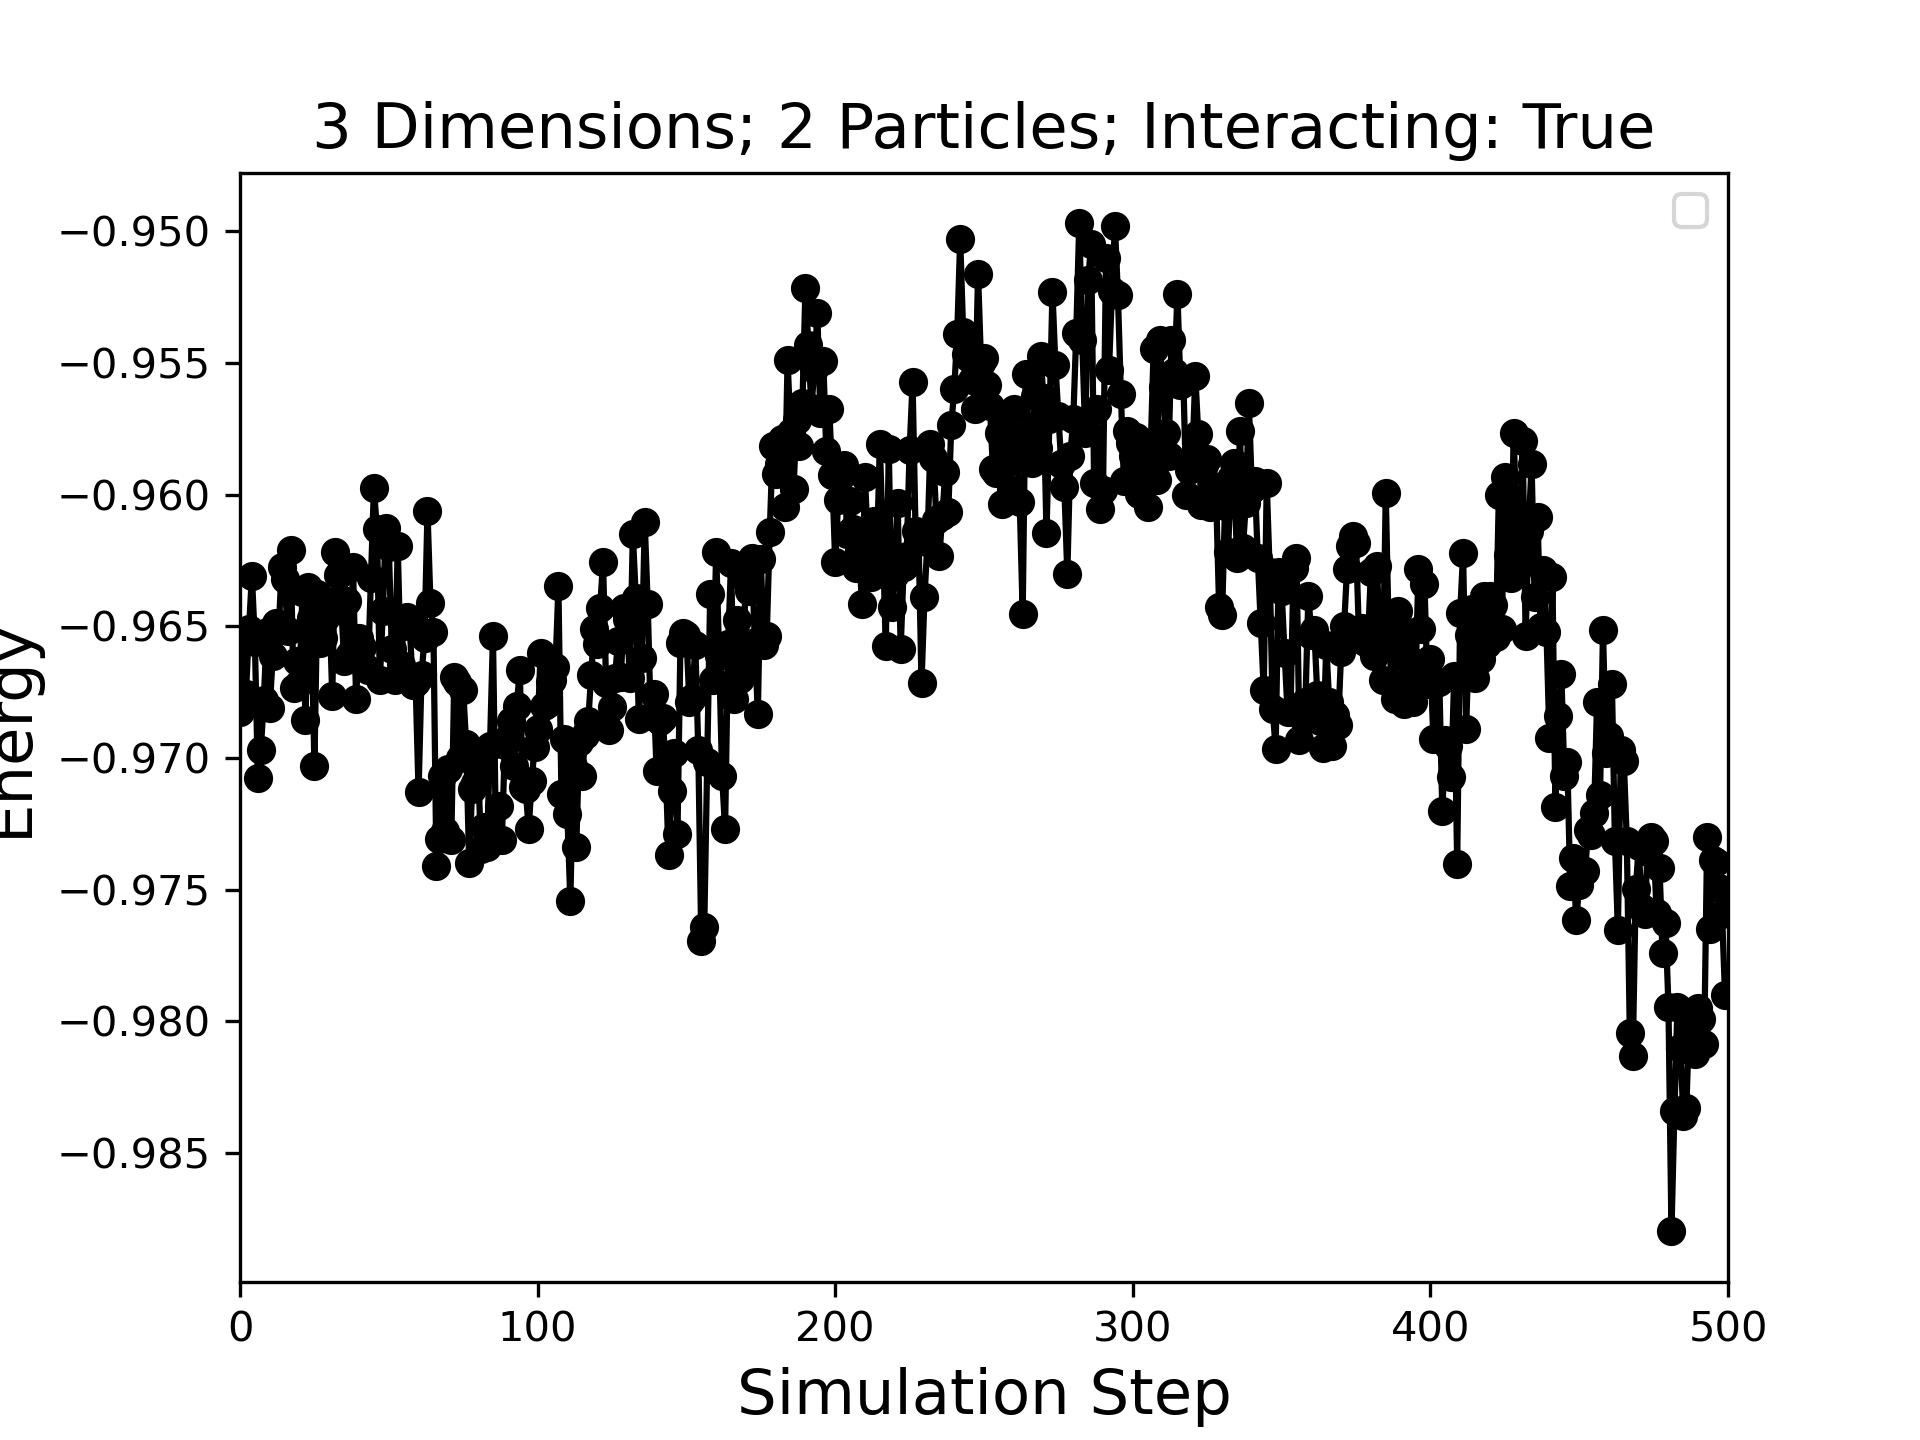 3 Dimensions; 2 Particles; Interacting: True
−0.950
−0.955
−0.960
−0.965
−0.970
−0.975
−0.980
−0.985
Energy
0 100 200 300 400 500
Simulation Step